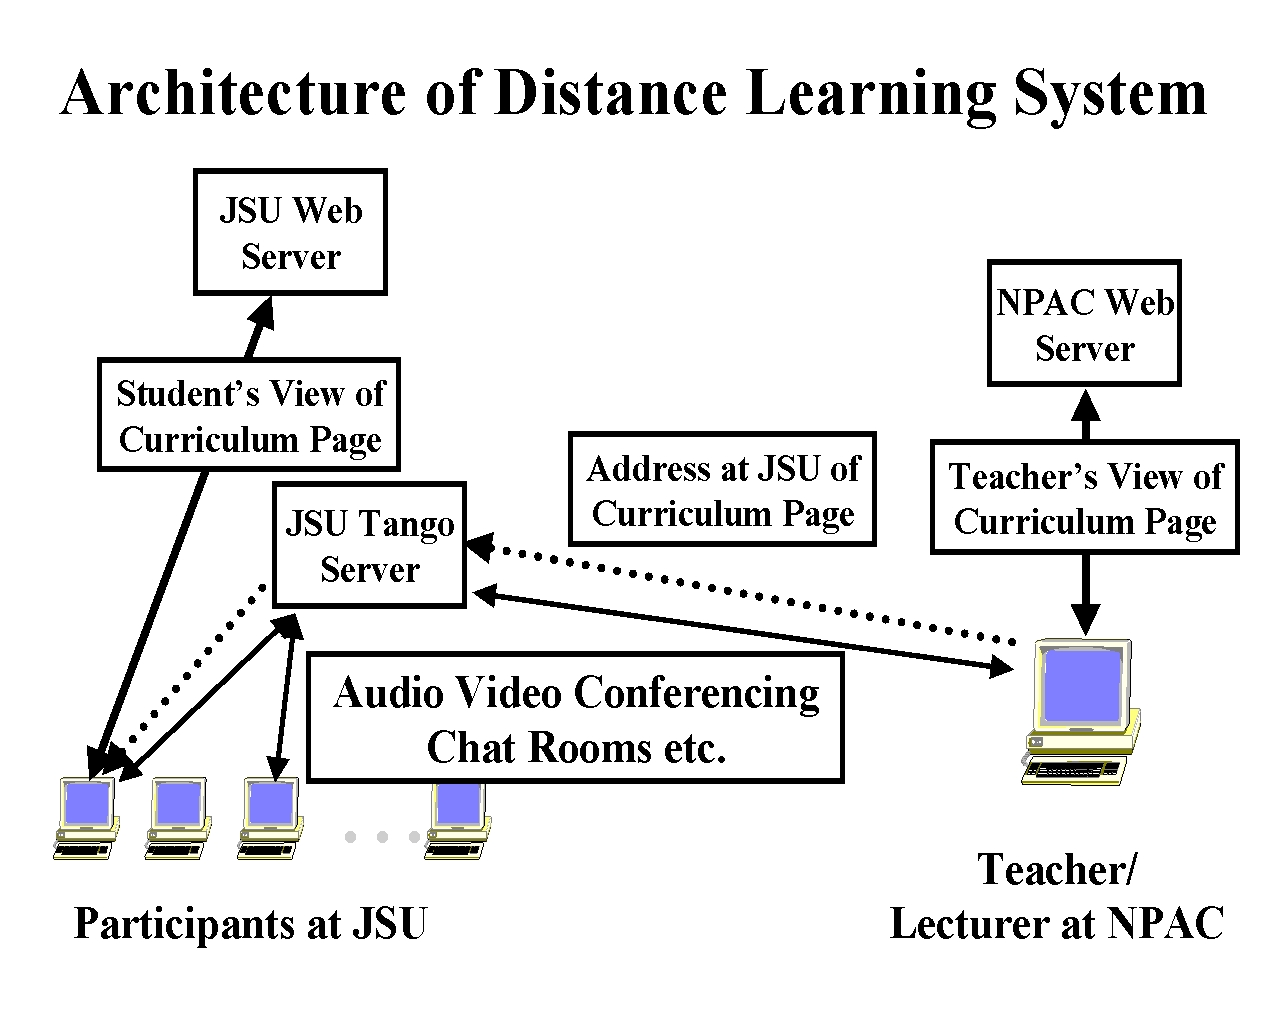 Architecture of Distance Learning System
JSU Web
Server
NPAC Web
Server
Student's View of
Curriculum Page
Address at JSU of
Curriculum Page
Teacher's View of
Curriculum Page
JSU Tango
Server
Audio Video Conferencing
Chat Rooms etc.
Participants at JSU
Teacher/
Lecturer at NPAC